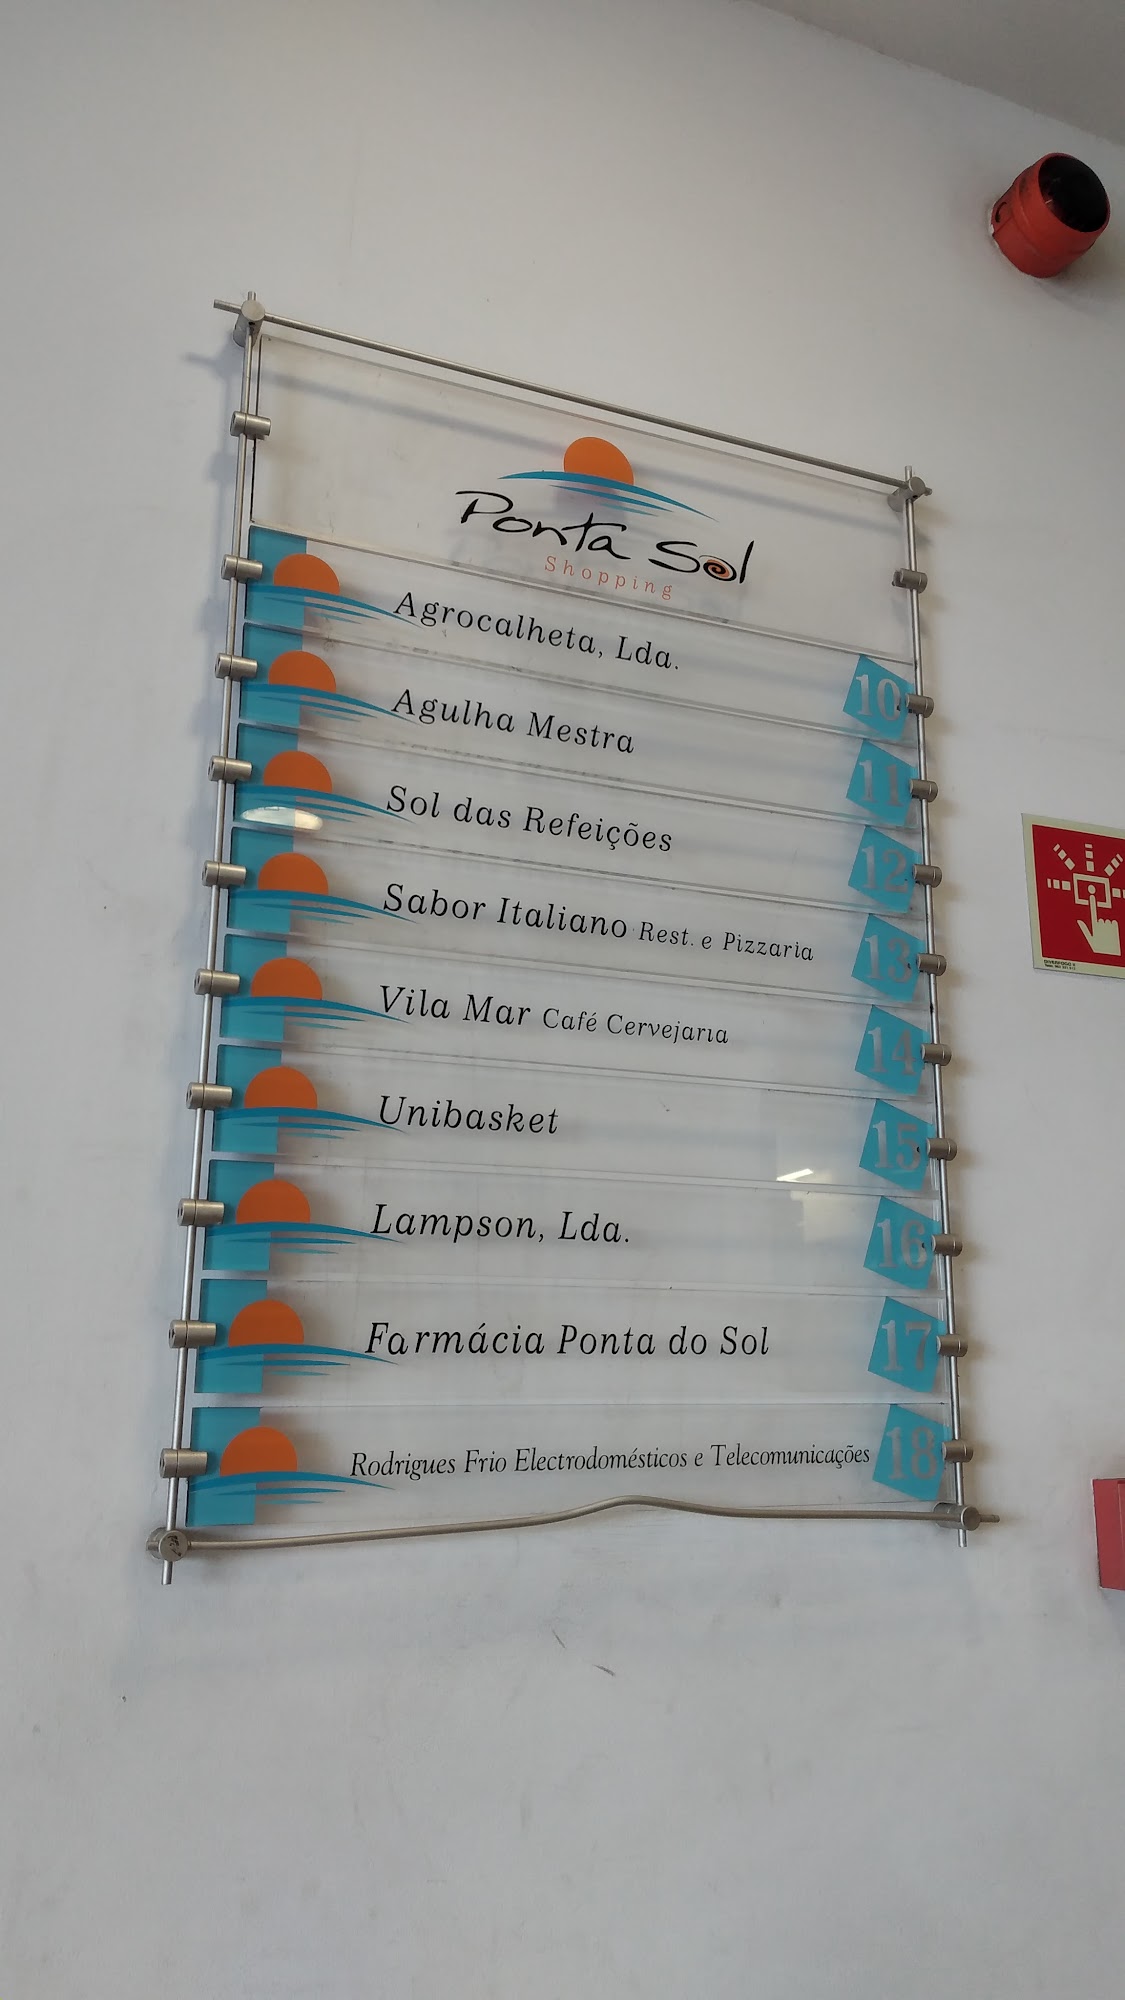 Ponta Sol
Shopping
Agrocalheta, Lda. 10
Agulha Mestra 11
Sol das Refeições 12
Sabor Italiano Rest. e Pizzaria 13
Vila Mar Café Cervejaria 14
Unibasket 15
Lampson, Lda. 16
Farmácia Ponta do Sol 17
Rodrigues Frio Electrodomésticos e Telecomunicações 18